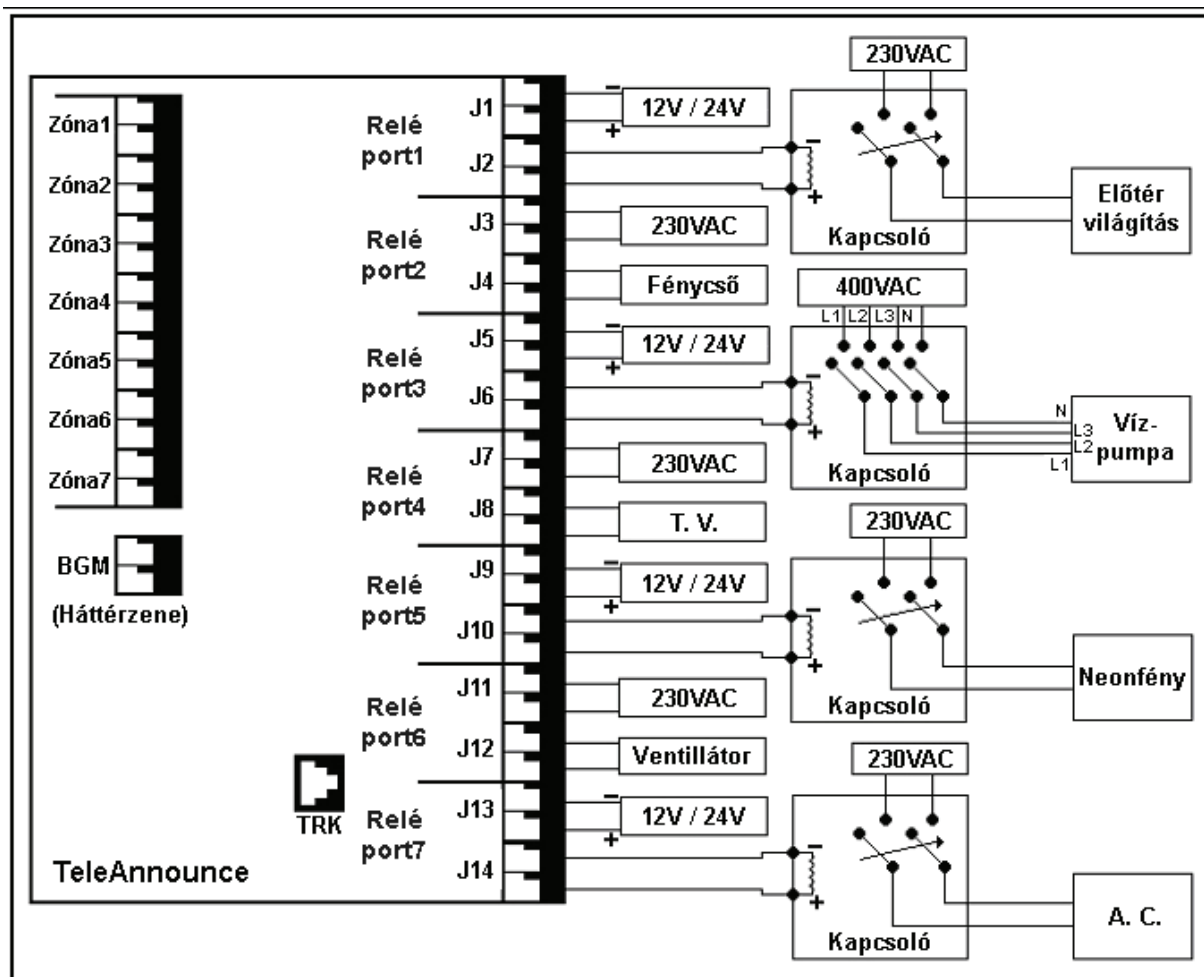 Zóna1
Zóna2
Zóna3
Zóna4
Zóna5
Zóna6
Zóna7
BGM
(Háttérzene)
TRK
TeleAnnounce
Relé
port1
J1
J2
- 12V / 24V
+
230VAC
-
+
Kapcsoló
Előtér
világítás
Relé
port2
J3
J4
230VAC
Fénycső
Relé
port3
J5
J6
- 12V / 24V
+
400VAC
L1 L2 L3 N
-
+
Kapcsoló
N
L3
L2
L1
Víz-
pumpa
Relé
port4
J7
J8
230VAC
T. V.
Relé
port5
J9
J10
- 12V / 24V
+
230VAC
-
+
Kapcsoló
Neonfény
Relé
port6
J11
J12
230VAC
Ventillátor
Relé
port7
J13
J14
- 12V / 24V
+
230VAC
-
+
Kapcsoló
A. C.